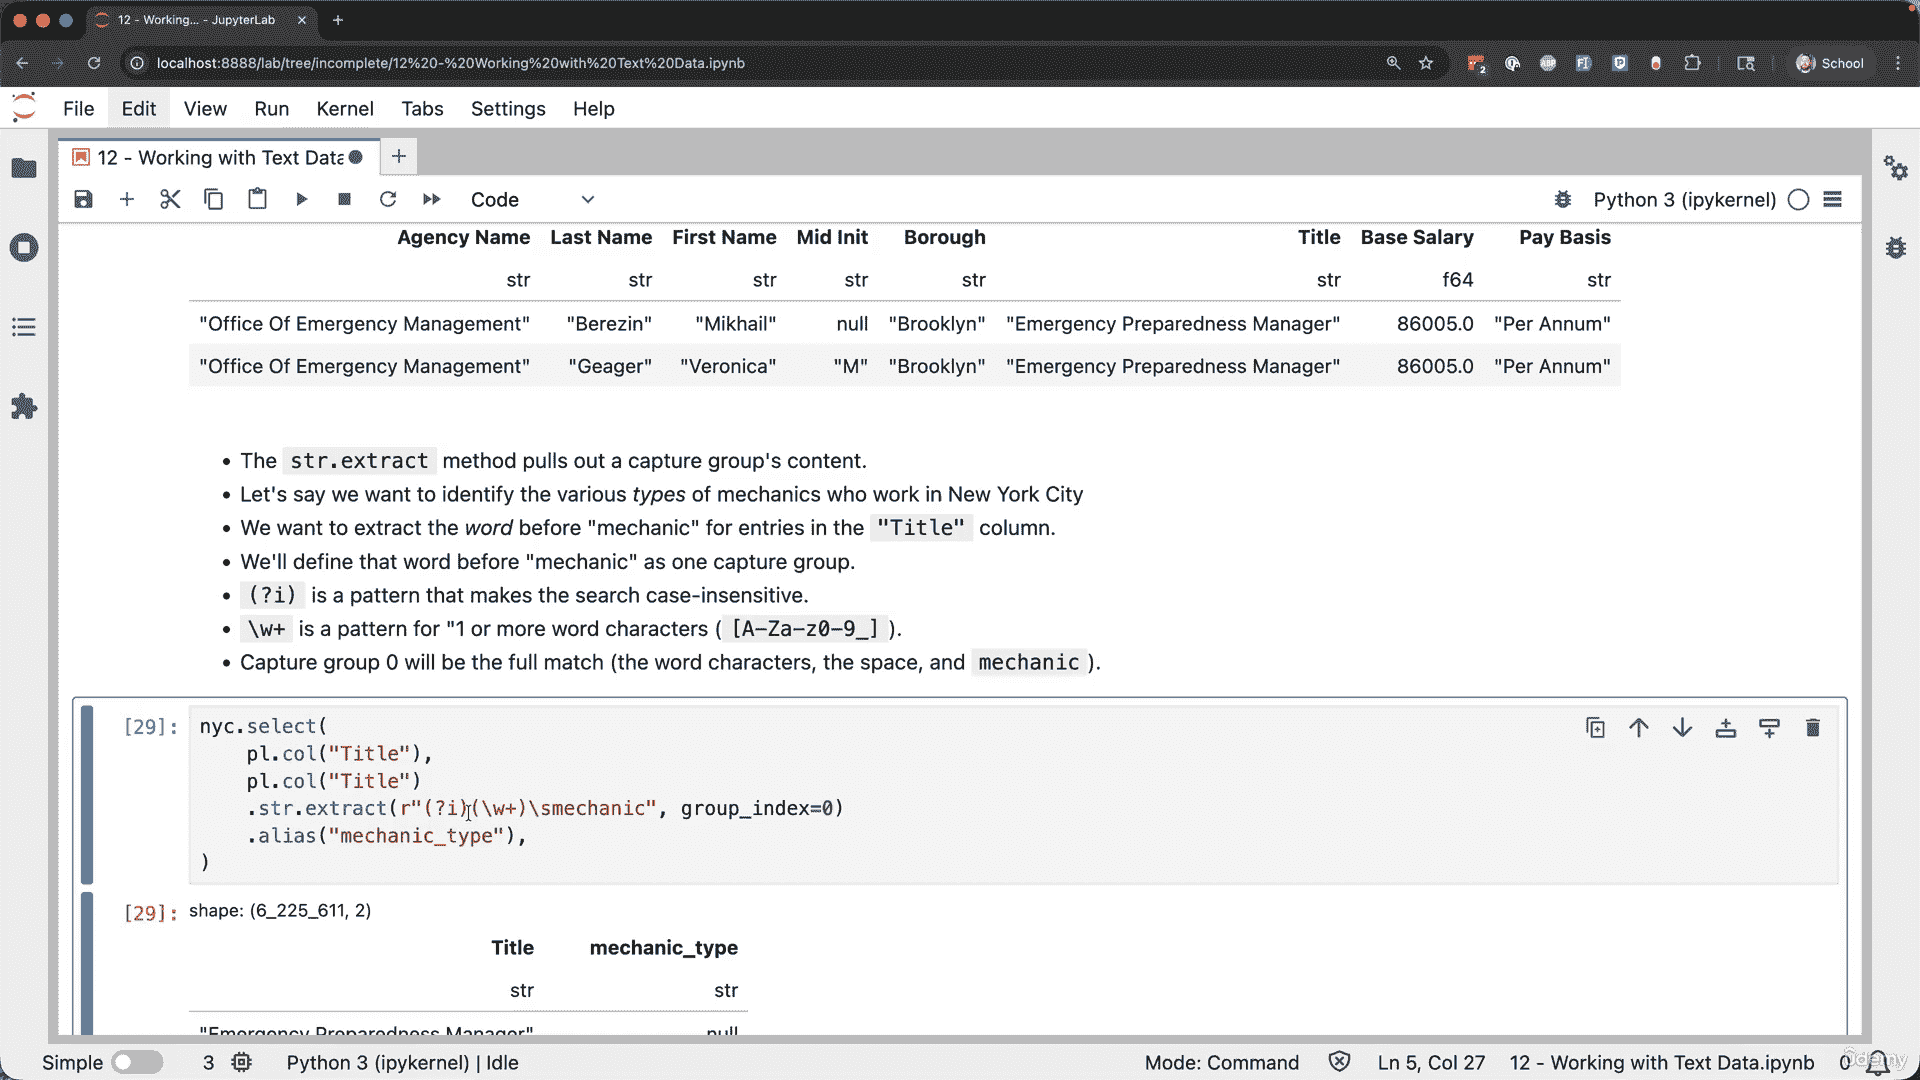 12 - Working... - JupyterLab
localhost:8888/lab/tree/incomplete/12%20-%20Working%20with%20Text%20Data.ipynb
2
ABP
School
File Edit View Run Kernel Tabs Settings Help
12 - Working with Text Data
Code
Python 3 (ipykernel)
Agency Name Last Name First Name Mid Init Borough Title Base Salary Pay Basis
str str str str str str f64 str
"Office Of Emergency Management" "Berezin" "Mikhail" null "Brooklyn" "Emergency Preparedness Manager" 86005.0 "Per Annum"
"Office Of Emergency Management" "Geager" "Veronica" "M" "Brooklyn" "Emergency Preparedness Manager" 86005.0 "Per Annum"
• The str.extract method pulls out a capture group's content.
• Let's say we want to identify the various types of mechanics who work in New York City
• We want to extract the word before "mechanic" for entries in the "Title" column.
• We'll define that word before "mechanic" as one capture group.
• (?i) is a pattern that makes the search case-insensitive.
• \w+ is a pattern for "1 or more word characters ( [A-Za-z0-9_] ).
• Capture group 0 will be the full match (the word characters, the space, and mechanic ).
[29]: nyc.select(
pl.col("Title"),
pl.col("Title")
.str.extract(r"(?i)(\w+)\smechanic", group_index=0)
.alias("mechanic_type"),
)
[29]: shape: (6_225_611, 2)
Title mechanic_type
str str
"Emergency Preparedness Manager" null
Simple 3 Python 3 (ipykernel) | Idle Mode: Command Ln 5, Col 27 12 - Working with Text Data.ipynb 0
ûdemy